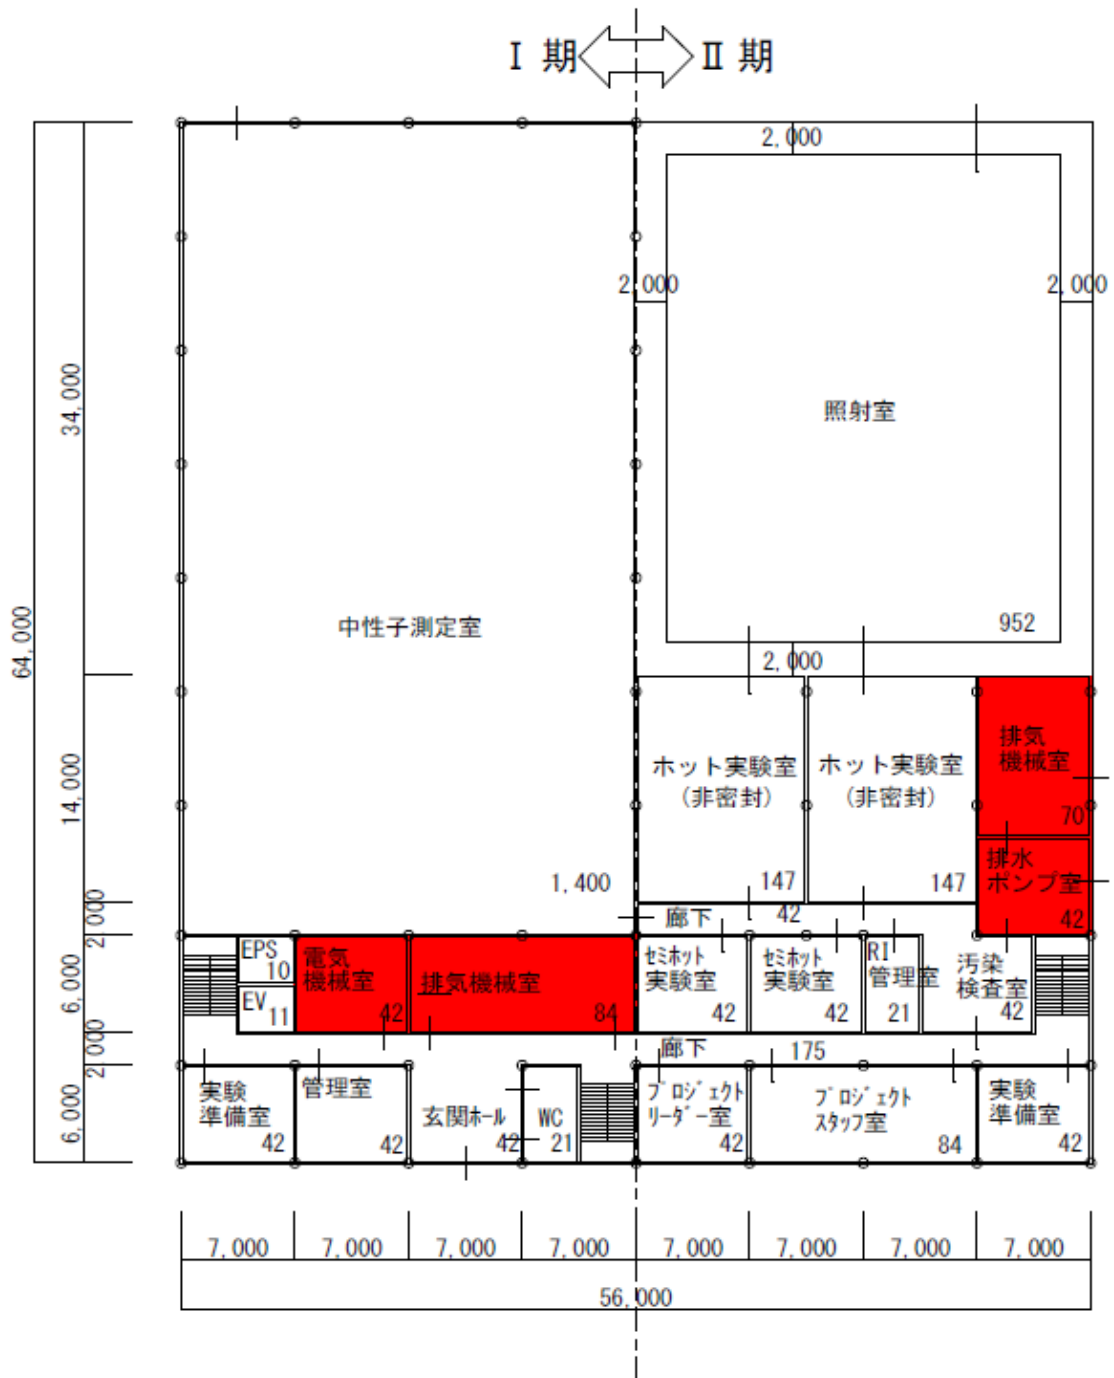 Ⅰ 期
Ⅱ 期
2,000
2,000
2,000
34,000
照射室
64,000
中性子測定室
952
2,000
ホット実験室
(非密封)
ホット実験室
(非密封)
排気
機械室
70
14,000
1,400
147
147
排水
ポンプ室
42
2,000
廊下
42
EPS
10
EV
11
電気
機械室
42
排気機械室
84
セミホット
実験室
42
セミホット
実験室
42
RI
管理室
21
汚染
検査室
42
6,000
2,000
廊下
175
実験
準備室
42
管理室
42
玄関ホール
42
WC
21
プロジェクト
リーダー室
42
プロジェクト
スタッフ室
84
実験
準備室
42
6,000
7,000
7,000
7,000
7,000
7,000
7,000
7,000
7,000
56,000